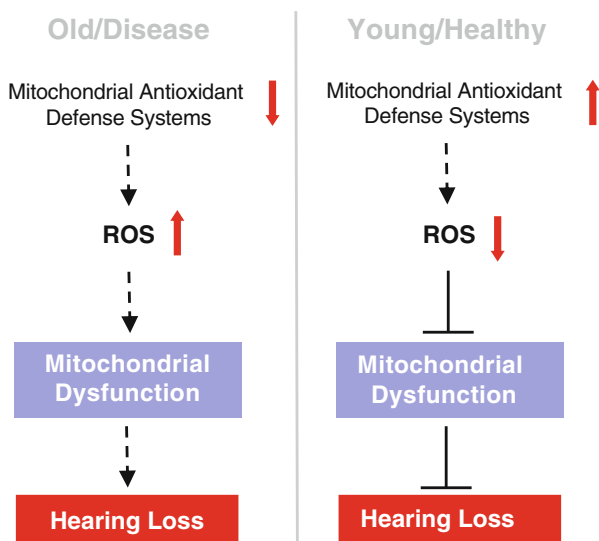 Old/Disease
Mitochondrial Antioxidant
Defense Systems
ROS
Mitochondrial
Dysfunction
Hearing Loss
Young/Healthy
Mitochondrial Antioxidant
Defense Systems
ROS
Mitochondrial
Dysfunction
Hearing Loss